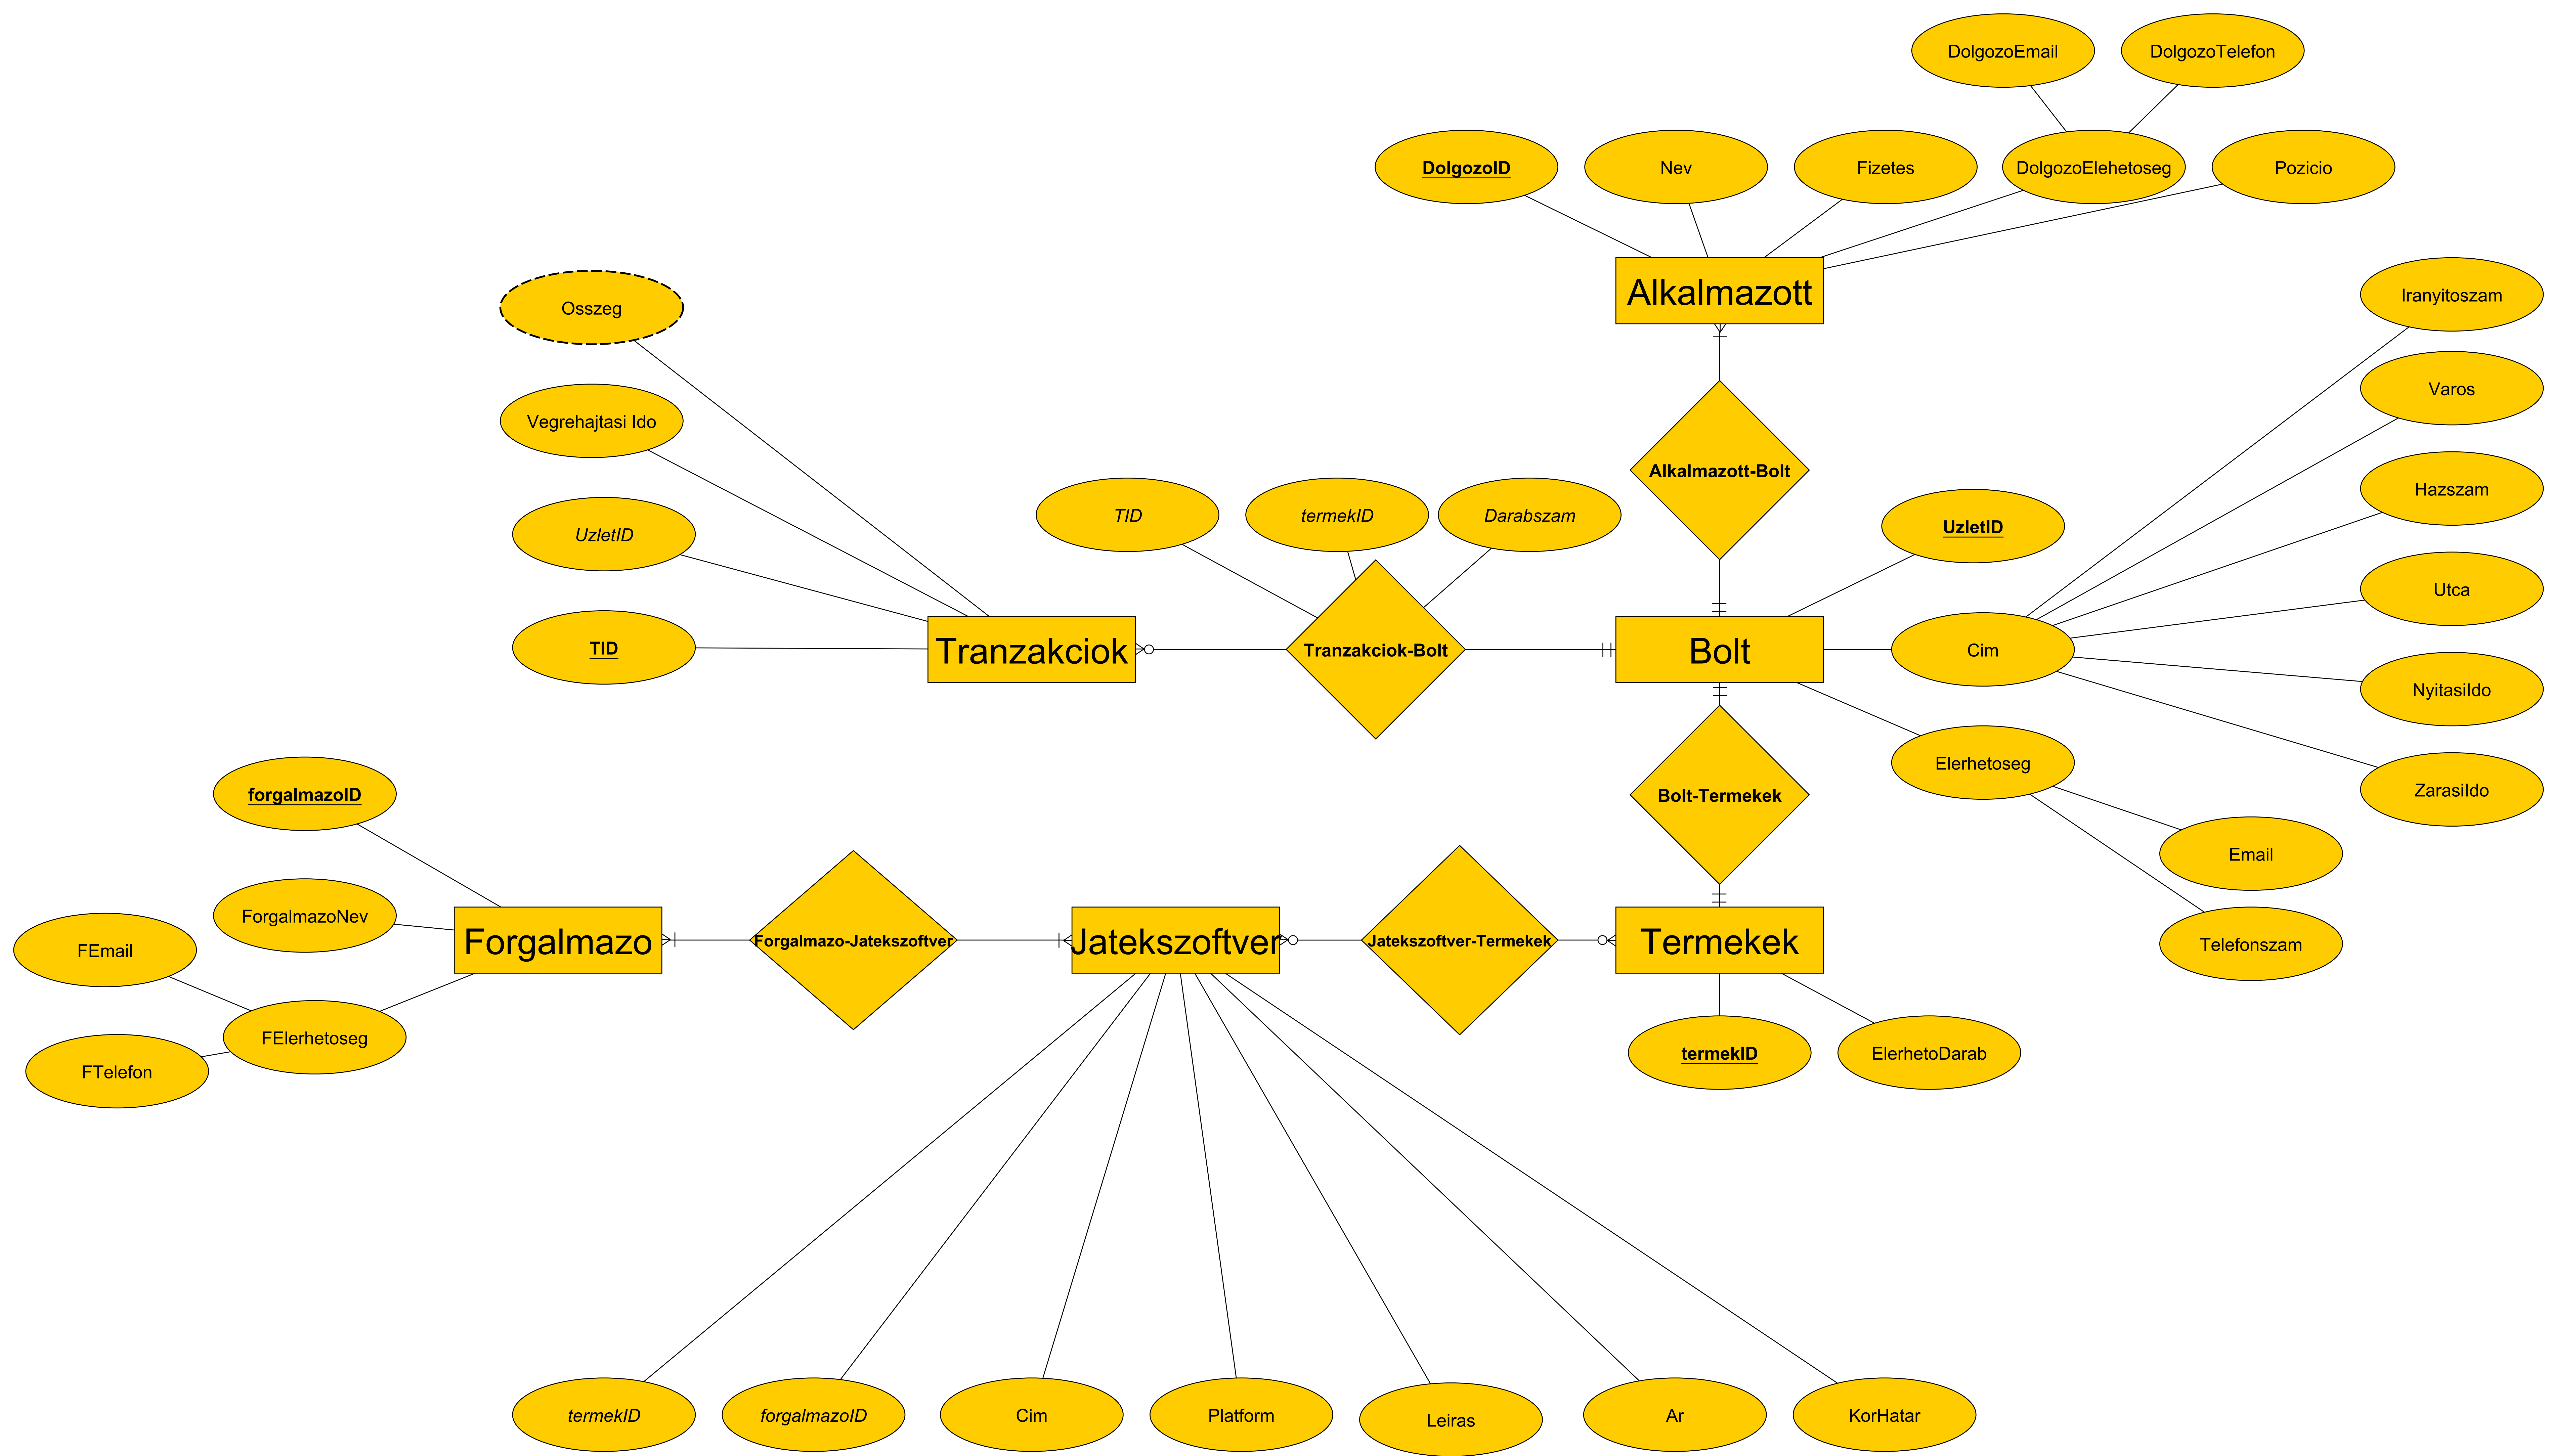 DolgozoEmail
DolgozoTelefon
DolgozoID
Nev
Fizetes
DolgozoElehetoseg
Pozicio
Alkalmazott
Iranyitoszam
Osszeg
Varos
Vegrehajtasi Ido
Alkalmazott-Bolt
Hazszam
TID
termekID
Darabszam
UzletID
UzletID
Utca
TID
Tranzakciok
Tranzakciok-Bolt
Bolt
Cim
NyitasiIdo
Elerhetoseg
ZarasiIdo
forgalmazoID
Bolt-Termekek
Email
ForgalmazoNev
Forgalmazo
Forgalmazo-Jatekszoftver
Jatekszoftver
Jatekszoftver-Termekek
Termekek
Telefonszam
FEmail
FElerhetoseg
FTelefon
termekID
ElerhetoDarab
termekID
forgalmazoID
Cim
Platform
Leiras
Ar
KorHatar